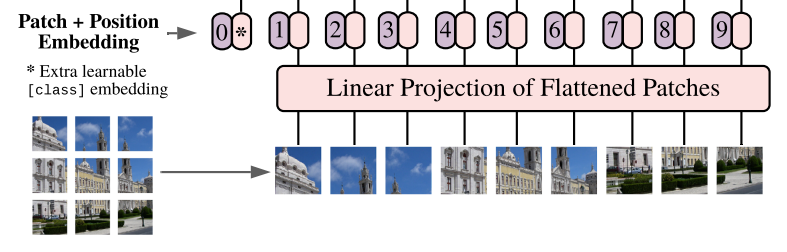 Patch + Position
Embedding
0 * 1 2 3 4 5 6 7 8 9
* Extra learnable
[class] embedding
Linear Projection of Flattened Patches